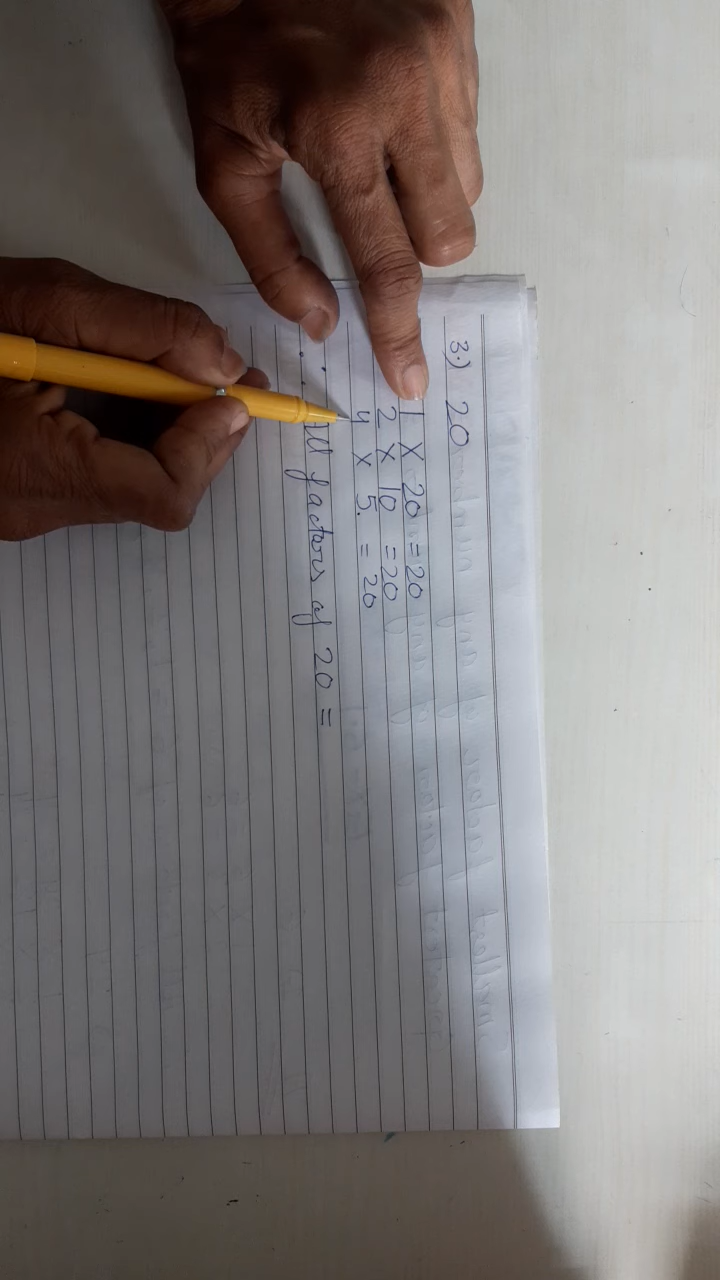 3.) 20
1 X 20 = 20
2 X 10 = 20
4 X 5. = 20
∴ All factors of 20 =